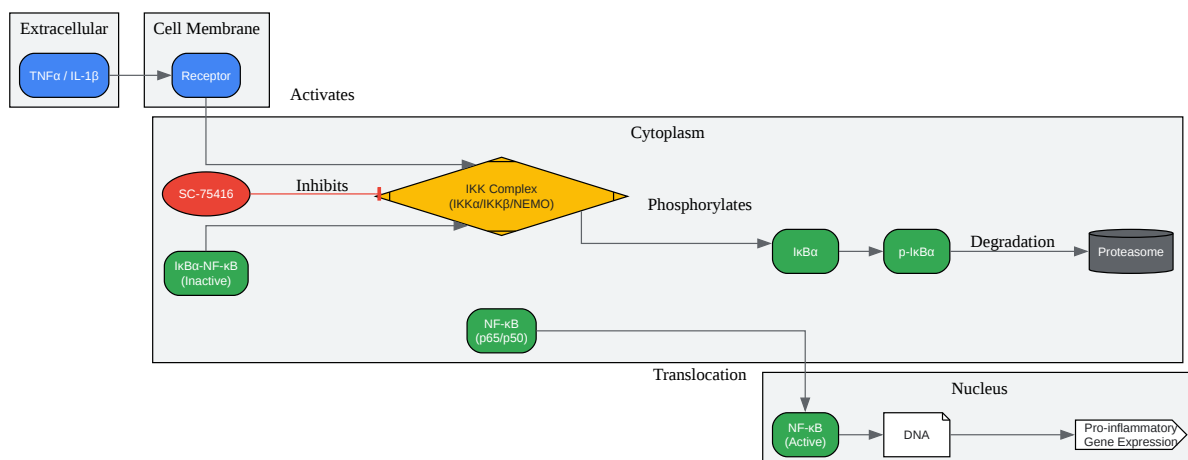 Extracellular
Cell Membrane
TNFα / IL-1β
Receptor
Activates
Cytoplasm
SC-75416
Inhibits
IKK Complex
(IKKα/IKKβ/NEMO)
Phosphorylates
IκBα-NF-κB
(Inactive)
IκBα
p-IκBα
Degradation
Proteasome
NF-κB
(p65/p50)
Translocation
Nucleus
NF-κB
(Active)
DNA
Pro-inflammatory
Gene Expression